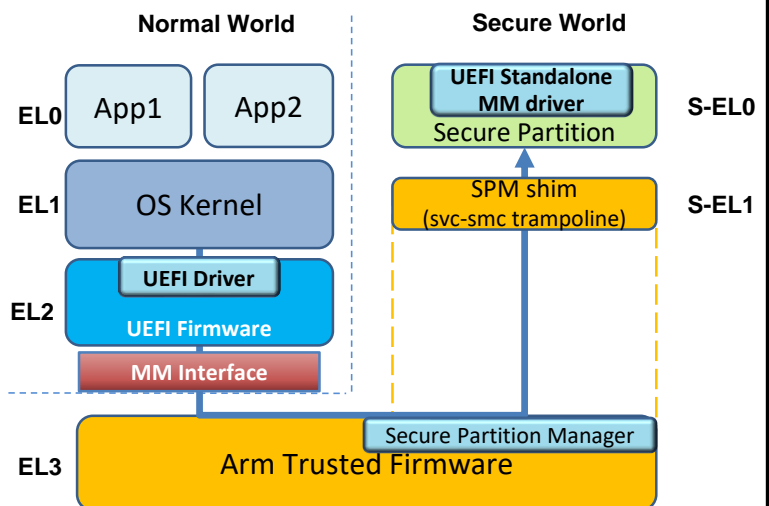 Normal World
Secure World
EL0
App1
App2
UEFI Standalone
MM driver
Secure Partition
S-EL0
EL1
OS Kernel
SPM shim
(svc-smc trampoline)
S-EL1
EL2
UEFI Driver
UEFI Firmware
MM Interface
Secure Partition Manager
EL3
Arm Trusted Firmware